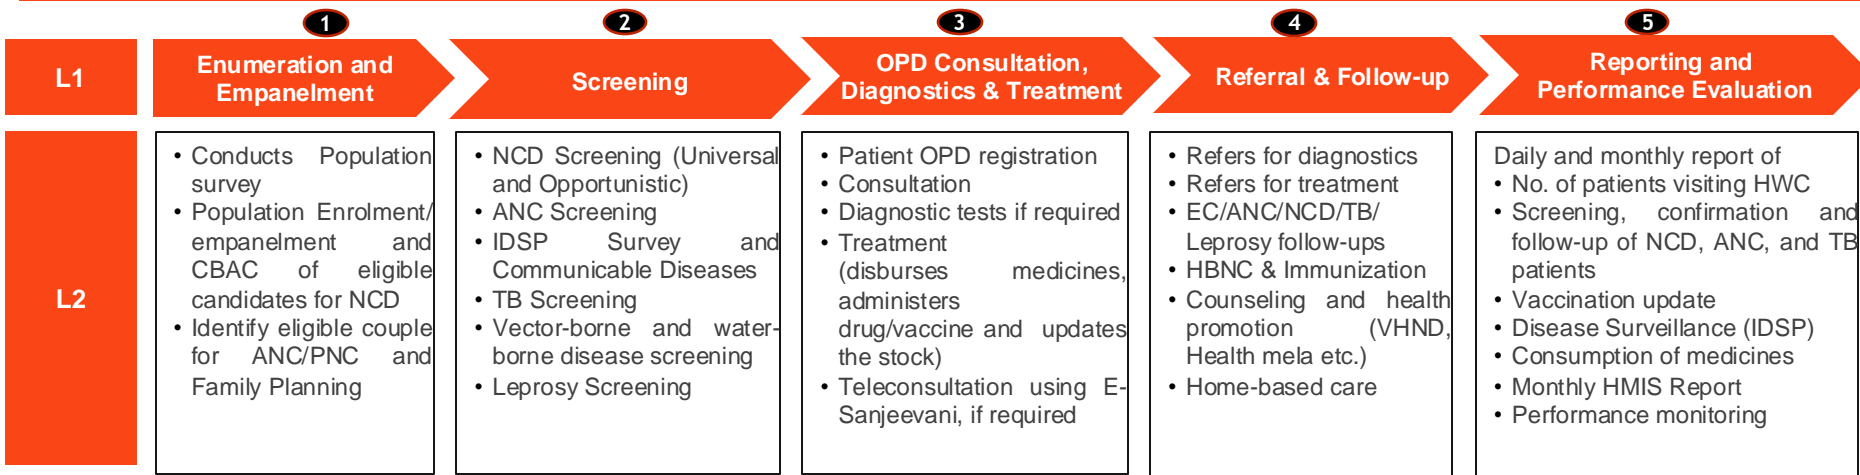 1
2
3
4
5
L1
Enumeration and
Empanelment
Screening
OPD Consultation,
Diagnostics & Treatment
Referral & Follow-up
Reporting and
Performance Evaluation
L2
• Conducts Population
survey
• Population Enrolment/
empanelment and
CBAC of eligible
candidates for NCD
• Identify eligible couple
for ANC/PNC and
Family Planning
• NCD Screening (Universal
and Opportunistic)
• ANC Screening
• IDSP Survey and
Communicable Diseases
• TB Screening
• Vector-borne and water-
borne disease screening
• Leprosy Screening
• Patient OPD registration
• Consultation
• Diagnostic tests if required
• Treatment
(disburses medicines,
administers
drug/vaccine and updates
the stock)
• Teleconsultation using E-
Sanjeevani, if required
• Refers for diagnostics
• Refers for treatment
• EC/ANC/NCD/TB/
Leprosy follow-ups
• HBNC & Immunization
• Counseling and health
promotion (VHND,
Health mela etc.)
• Home-based care
Daily and monthly report of
• No. of patients visiting HWC
• Screening, confirmation and
follow-up of NCD, ANC, and TB
patients
• Vaccination update
• Disease Surveillance (IDSP)
• Consumption of medicines
• Monthly HMIS Report
• Performance monitoring